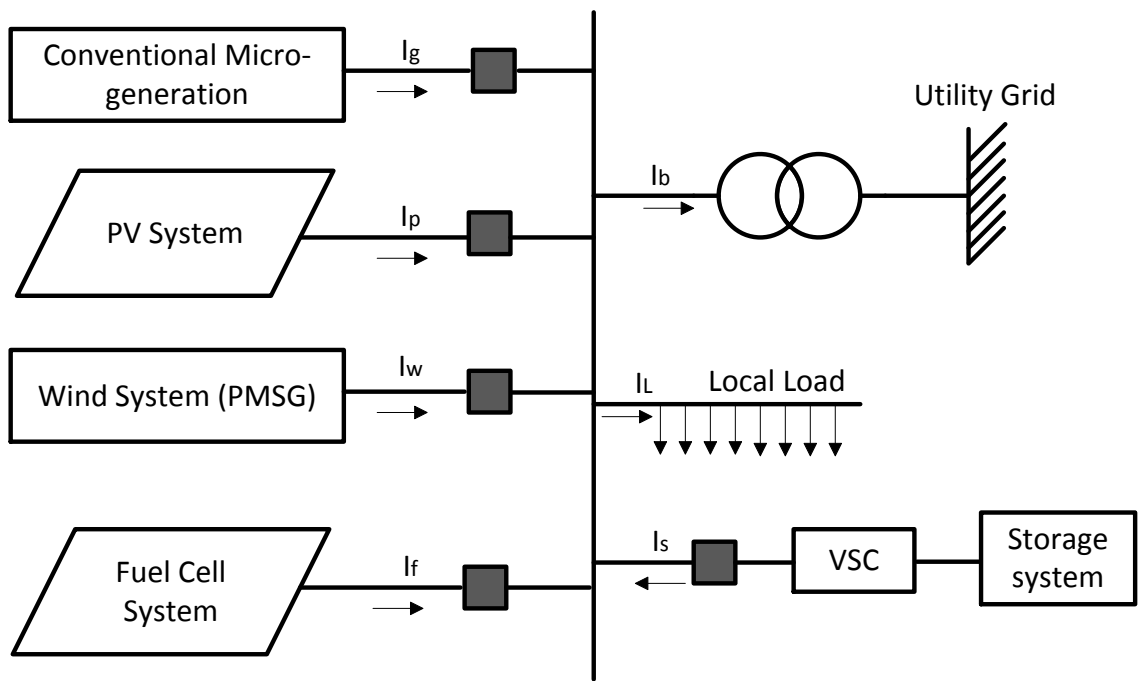 Conventional Micro-
generation
Ig
PV System
Ip
Wind System (PMSG)
Iw
Fuel Cell
System
If
Utility Grid
Ib
IL
Local Load
Is
VSC
Storage
system